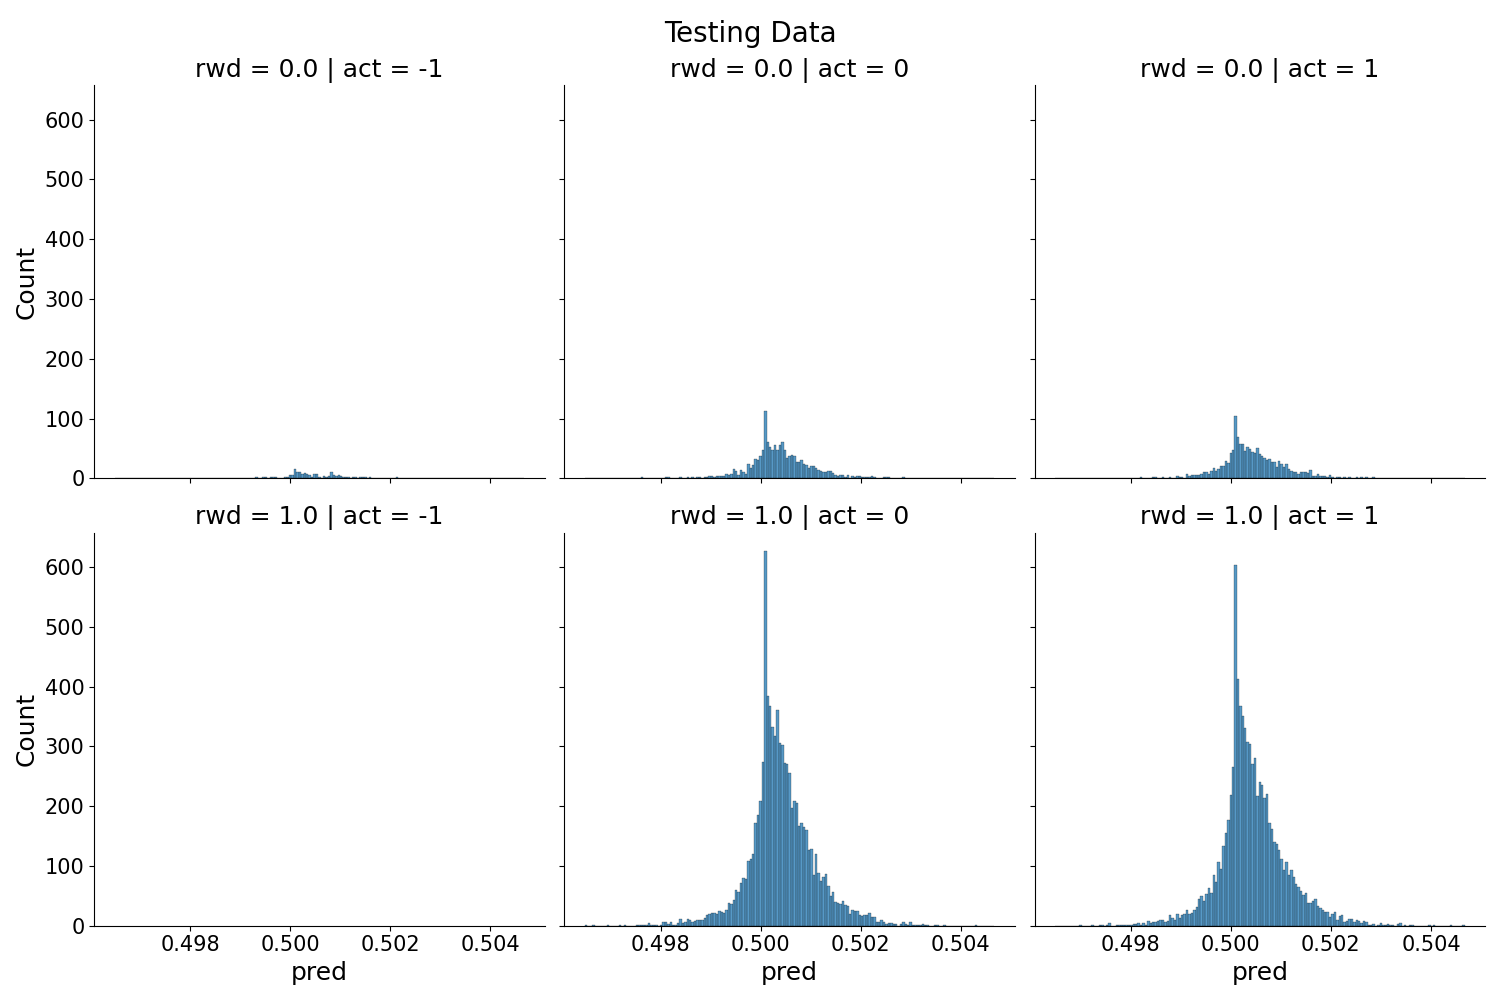 Testing Data
rwd = 0.0 | act = -1
rwd = 0.0 | act = 0
rwd = 0.0 | act = 1
600
500
400
300
200
100
0
Count
rwd = 1.0 | act = -1
rwd = 1.0 | act = 0
rwd = 1.0 | act = 1
600
500
400
300
200
100
0
Count
0.498 0.500 0.502 0.504
0.498 0.500 0.502 0.504
0.498 0.500 0.502 0.504
pred
pred
pred